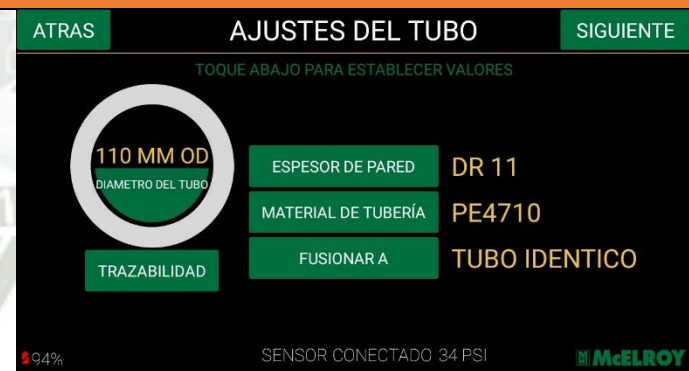 ATRAS
AJUSTES DEL TUBO
SIGUIENTE
TOQUE ABAJO PARA ESTABLECER VALORES
110 MM OD
DIAMETRO DEL TUBO
TRAZABILIDAD
ESPESOR DE PARED
DR 11
MATERIAL DE TUBERÍA
PE4710
FUSIONAR A
TUBO IDENTICO
94%
SENSOR CONECTADO 34 PSI
McELROY